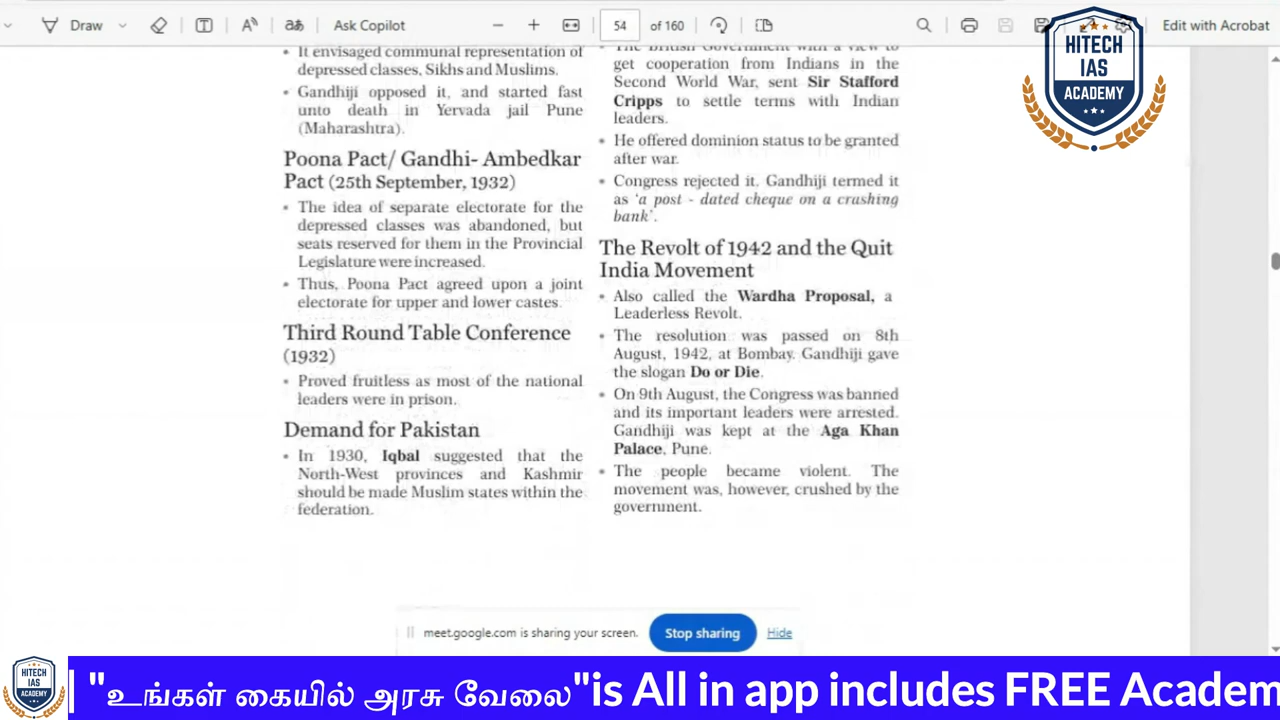 Draw
Ask Copilot
54 of 160
Edit with Acrobat
HITECH
IAS
ACADEMY
• It envisaged communal representation of
depressed classes, Sikhs and Muslims.
• Gandhiji opposed it, and started fast
unto death in Yervada jail Pune
(Maharashtra).
Poona Pact/ Gandhi- Ambedkar
Pact (25th September, 1932)
• The idea of separate electorate for the
depressed classes was abandoned, but
seats reserved for them in the Provincial
Legislature were increased.
• Thus, Poona Pact agreed upon a joint
electorate for upper and lower castes.
Third Round Table Conference
(1932)
• Proved fruitless as most of the national
leaders were in prison.
Demand for Pakistan
• In 1930, Iqbal suggested that the
North-West provinces and Kashmir
should be made Muslim states within the
federation.
The British Government with a view to
get cooperation from Indians in the
Second World War, sent Sir Stafford
Cripps to settle terms with Indian
leaders.
• He offered dominion status to be granted
after war.
• Congress rejected it. Gandhiji termed it
as 'a post - dated cheque on a crushing
bank'.
The Revolt of 1942 and the Quit
India Movement
• Also called the Wardha Proposal, a
Leaderless Revolt.
• The resolution was passed on 8th
August, 1942, at Bombay. Gandhiji gave
the slogan Do or Die.
• On 9th August, the Congress was banned
and its important leaders were arrested.
Gandhiji was kept at the Aga Khan
Palace, Pune.
• The people became violent. The
movement was, however, crushed by the
government.
meet.google.com is sharing your screen.
Stop sharing
Hide
HITECH
IAS
ACADEMY
| "உங்கள் கையில் அரசு வேலை"is All in app includes FREE Academ